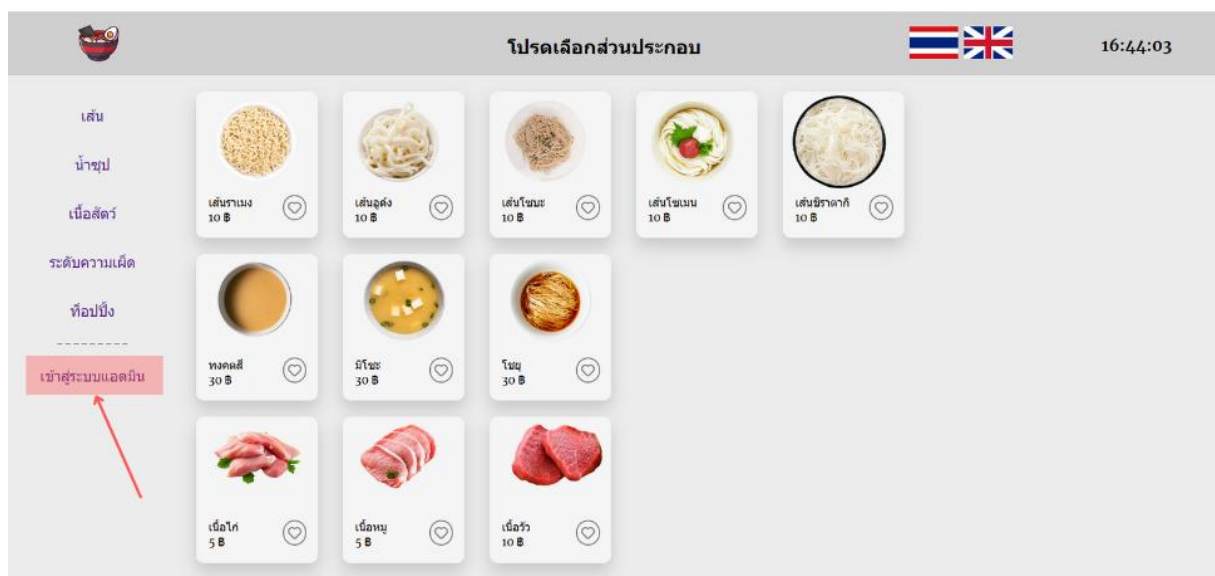 โปรดเลือกส่วนประกอบ
16:44:03
เส้น
น้ำซุป
เนื้อสัตว์
ระดับความเผ็ด
ท็อปปิ้ง
---------
เข้าสู่ระบบแอดมิน
เส้นราเมง
10 ฿
เส้นอุด้ง
10 ฿
เส้นโซบะ
10 ฿
เส้นโซเมน
10 ฿
เส้นชิราตากิ
10 ฿
ทงคตสึ
30 ฿
มิโซะ
30 ฿
โชยุ
30 ฿
เนื้อไก่
5 ฿
เนื้อหมู
5 ฿
เนื้อวัว
10 ฿